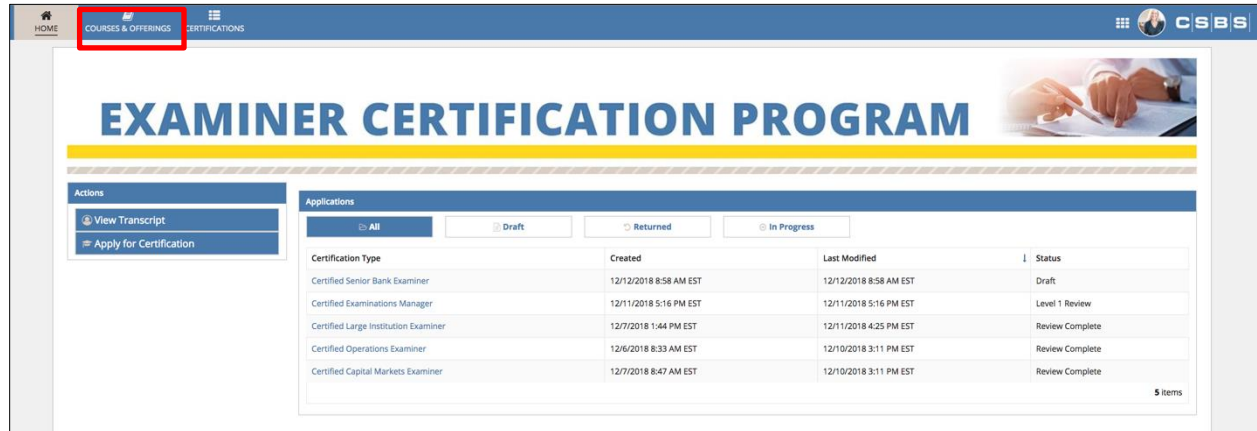 HOME
COURSES & OFFERINGS
CERTIFICATIONS
C|S|B|S
EXAMINER CERTIFICATION PROGRAM
Actions
View Transcript
Apply for Certification
Applications
All
Draft
Returned
In Progress
Certification Type Created Last Modified ↓ Status
Certified Senior Bank Examiner 12/12/2018 8:58 AM EST 12/12/2018 8:58 AM EST Draft
Certified Examinations Manager 12/11/2018 5:16 PM EST 12/11/2018 5:16 PM EST Level 1 Review
Certified Large Institution Examiner 12/7/2018 1:44 PM EST 12/11/2018 4:25 PM EST Review Complete
Certified Operations Examiner 12/6/2018 8:33 AM EST 12/10/2018 3:11 PM EST Review Complete
Certified Capital Markets Examiner 12/7/2018 8:47 AM EST 12/10/2018 3:11 PM EST Review Complete
5 items